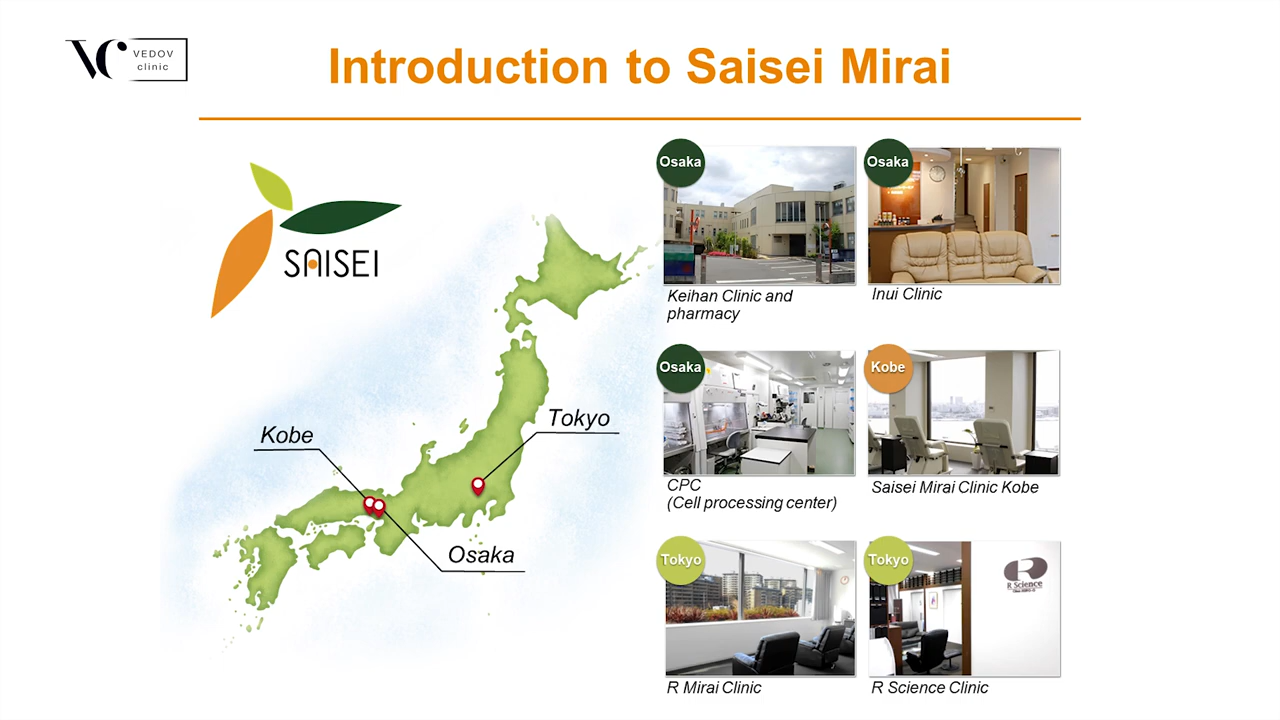 VC VEDOV
clinic
Introduction to Saisei Mirai
SAISEI
Kobe
Tokyo
Osaka
Osaka
Keihan Clinic and
pharmacy
Osaka
Inui Clinic
Osaka
CPC
(Cell processing center)
Kobe
Saisei Mirai Clinic Kobe
Tokyo
R Mirai Clinic
Tokyo
R Science
R Science Clinic